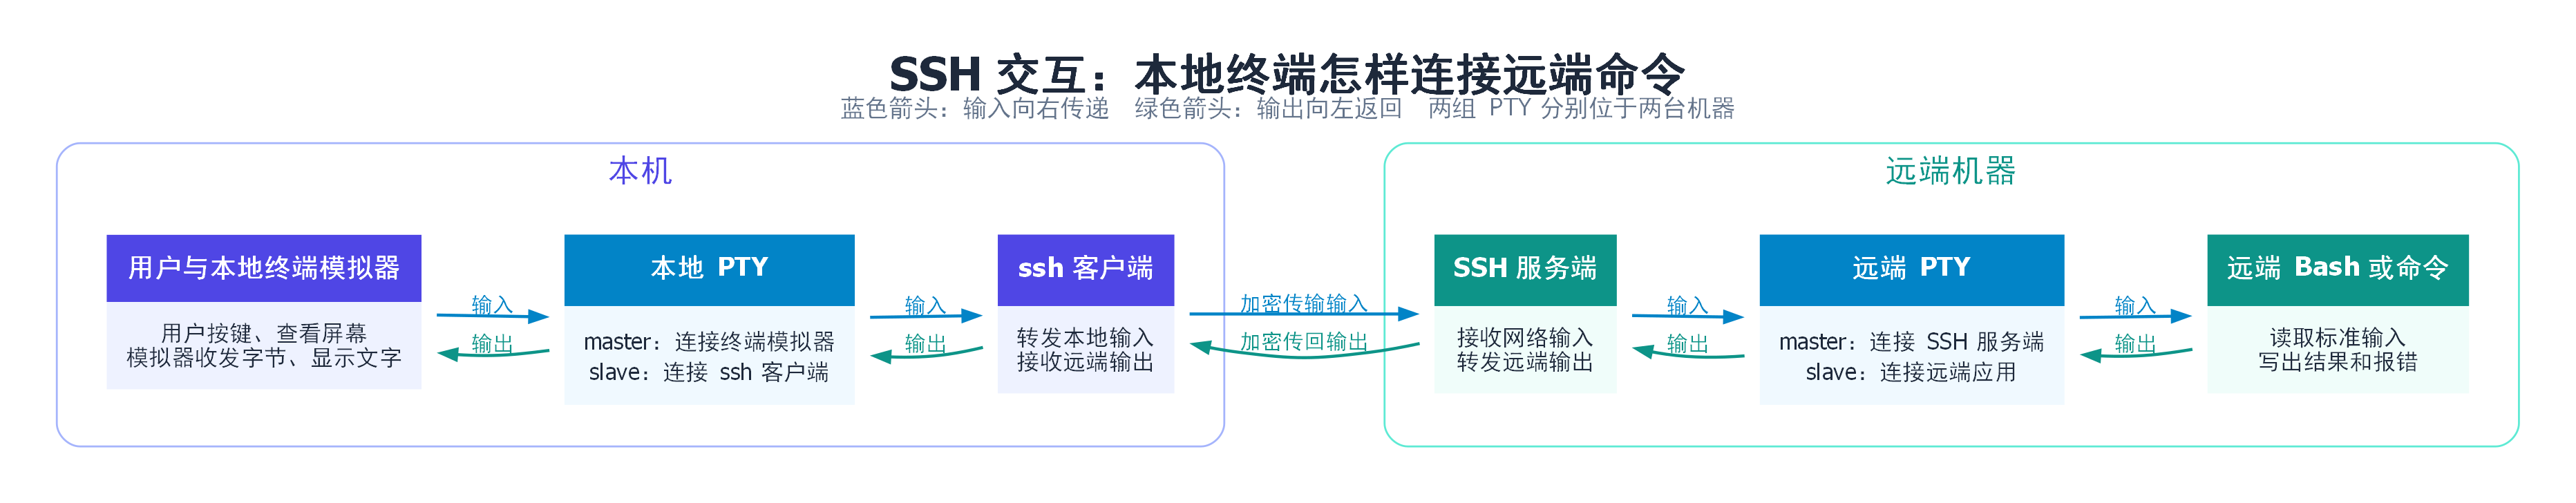 SSH 交互：本地终端怎样连接远端命令
蓝色箭头：输入向右传递 绿色箭头：输出向左返回 两组 PTY 分别位于两台机器
本机
用户与本地终端模拟器
用户按键、查看屏幕
模拟器收发字节、显示文字
输入
输出
本地 PTY
master：连接终端模拟器
slave：连接 ssh 客户端
输入
输出
ssh 客户端
转发本地输入
接收远端输出
加密传输输入
加密传回输出
远端机器
SSH 服务端
接收网络输入
转发远端输出
输入
输出
远端 PTY
master：连接 SSH 服务端
slave：连接远端应用
输入
输出
远端 Bash 或命令
读取标准输入
写出结果和报错